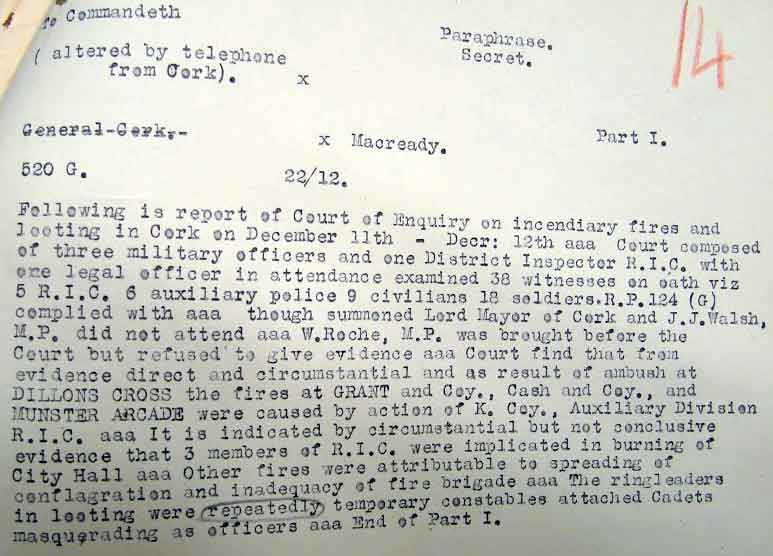 To Commandeth
Paraphrase.
Secret.
14
( altered by telephone
from Cork).
x
General-Cork.-
x Macready.
Part I.
520 G.
22/12.
Following is report of Court of Enquiry on incendiary fires and
looting in Cork on December 11th - Decr: 12th aaa Court composed
of three military officers and one District Inspector R.I.C. with
one legal officer in attendance examined 38 witnesses on oath viz
5 R.I.C. 6 auxiliary police 9 civilians 18 soldiers.R.P.124 (G)
complied with aaa though summoned Lord Mayor of Cork and J.J.Walsh,
M.P. did not attend aaa W.Roche, M.P. was brought before the
Court but refused to give evidence aaa Court find that from
evidence direct and circumstantial and as result of ambush at
DILLONS CROSS the fires at GRANT and Coy., Cash and Coy., and
MUNSTER ARCADE were caused by action of K. Coy., Auxiliary Division
R.I.C. aaa It is indicated by circumstantial but not conclusive
evidence that 3 members of R.I.C. were implicated in burning of
City Hall aaa Other fires were attributable to spreading of
conflagration and inadequacy of fire brigade aaa The ringleaders
in looting were repeatedly temporary constables attached Cadets
masquerading as officers aaa End of Part I.